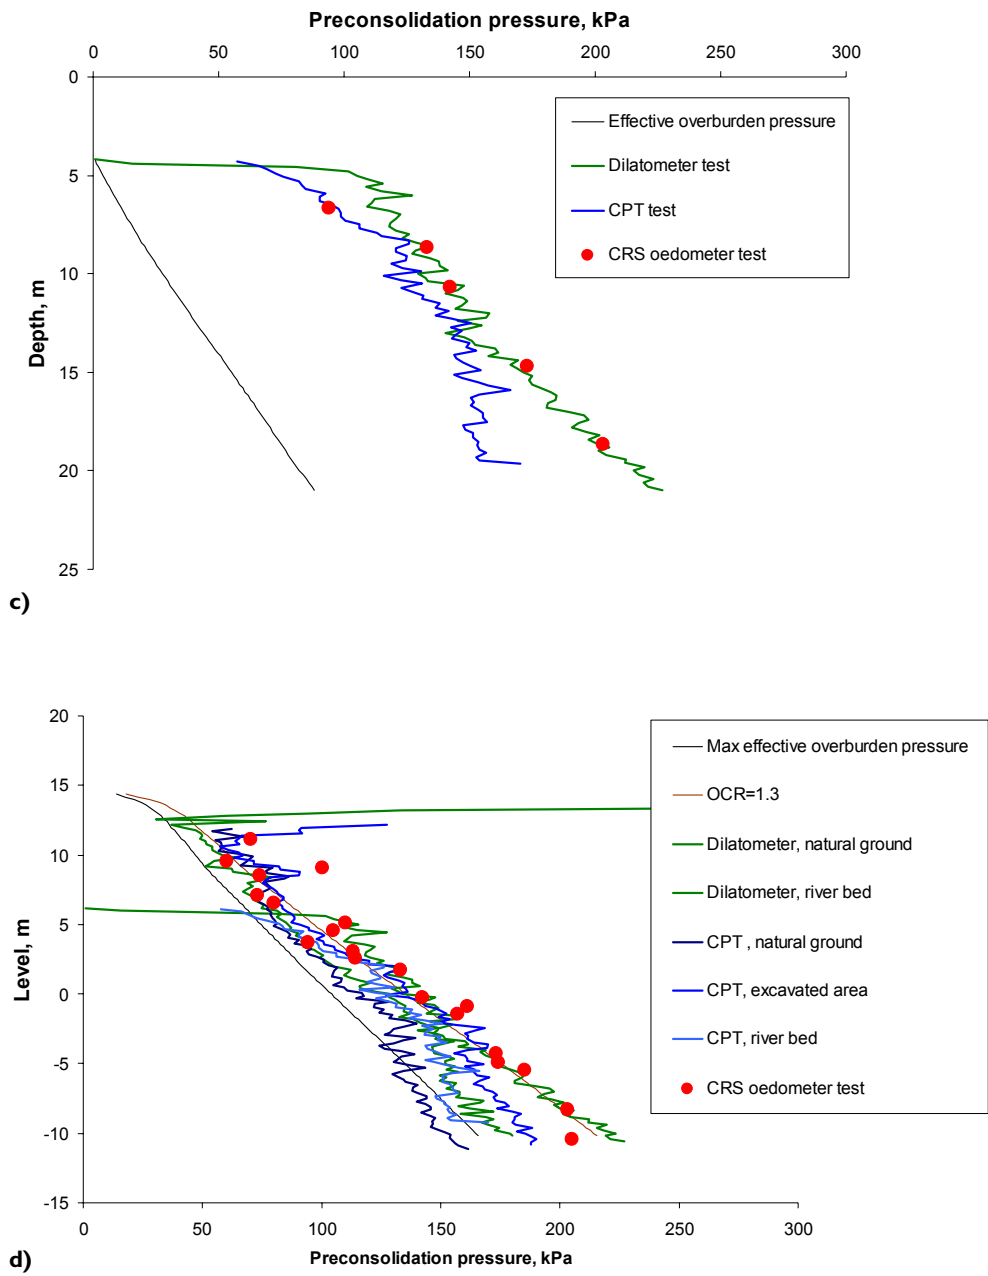 Preconsolidation pressure, kPa
0 50 100 150 200 250 300
0
5
10
15
20
25
Depth, m
Effective overburden pressure
Dilatometer test
CPT test
CRS oedometer test
c)
20
15
10
5
0
-5
-10
-15
Level, m
Max effective overburden pressure
OCR=1.3
Dilatometer, natural ground
Dilatometer, river bed
CPT , natural ground
CPT, excavated area
CPT, river bed
CRS oedometer test
0 50 100 150 200 250 300
Preconsolidation pressure, kPa
d)